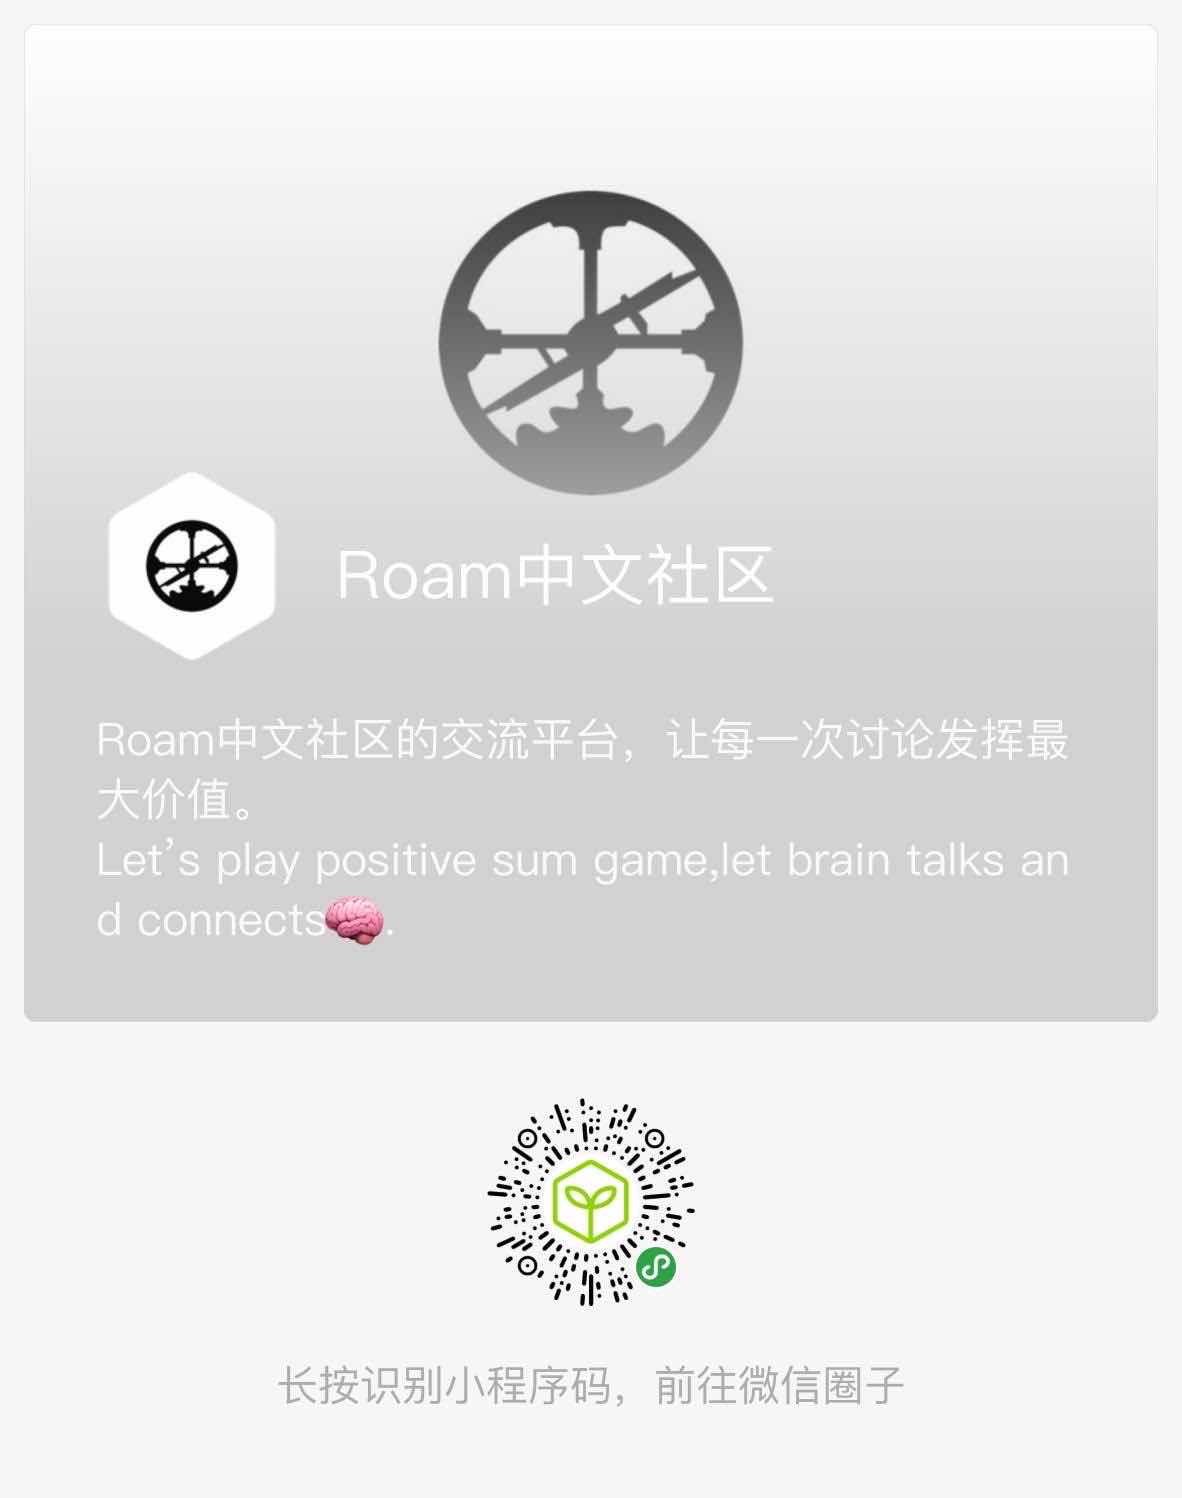 Roam中文社区
Roam中文社区的交流平台，让每一次讨论发挥最
大价值。
Let’s play positive sum game,let brain talks an
d connects🧠.
长按识别小程序码，前往微信圈子